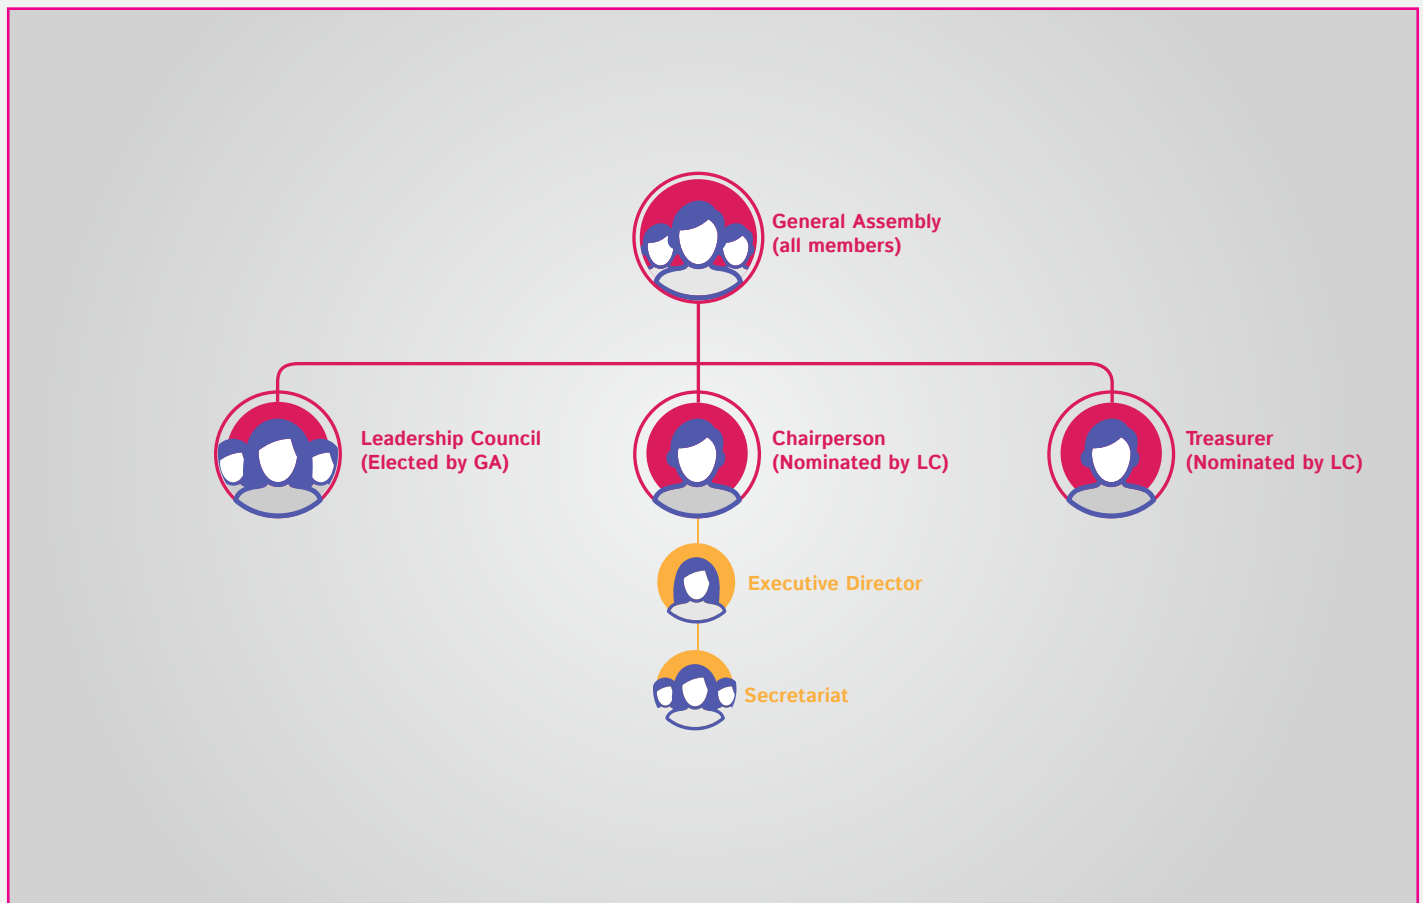 General Assembly
(all members)
Leadership Council
(Elected by GA)
Chairperson
(Nominated by LC)
Treasurer
(Nominated by LC)
Executive Director
Secretariat